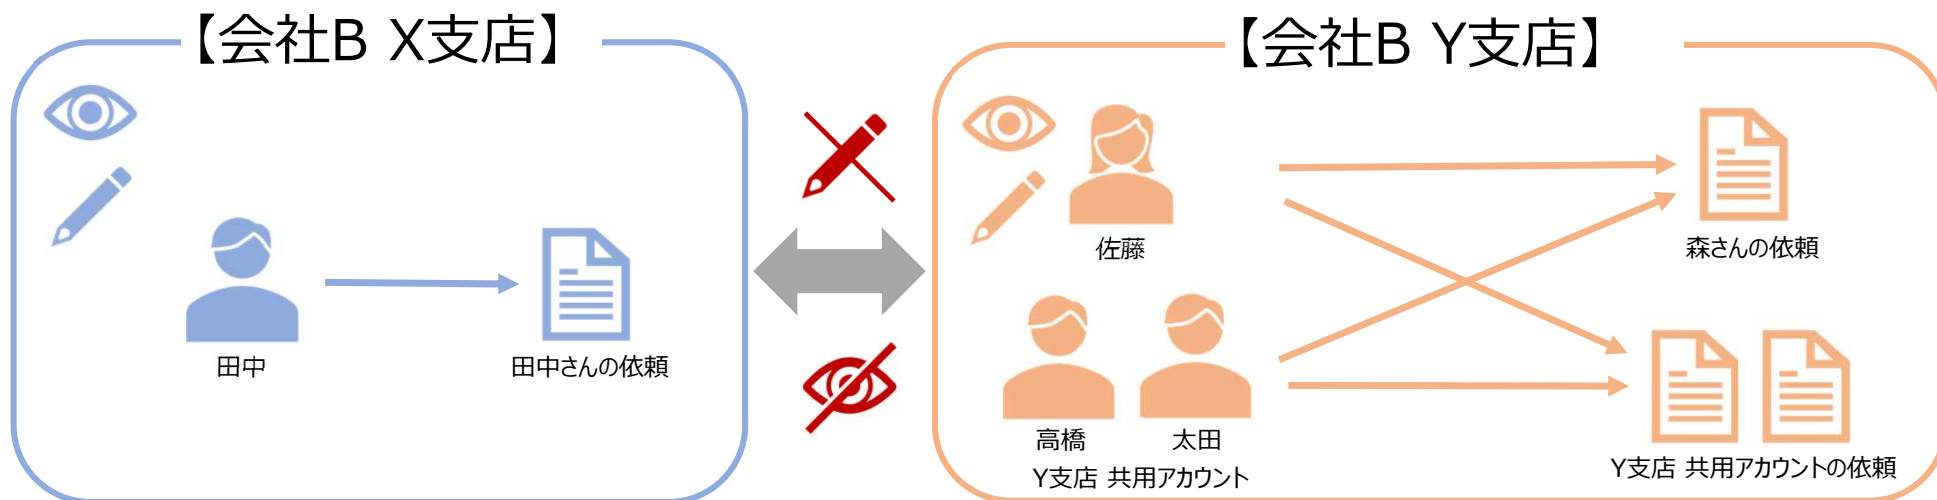 【会社B X支店】
田中
田中さんの依頼
【会社B Y支店】
佐藤
森さんの依頼
高橋
太田
Y支店 共用アカウント
Y支店 共用アカウントの依頼